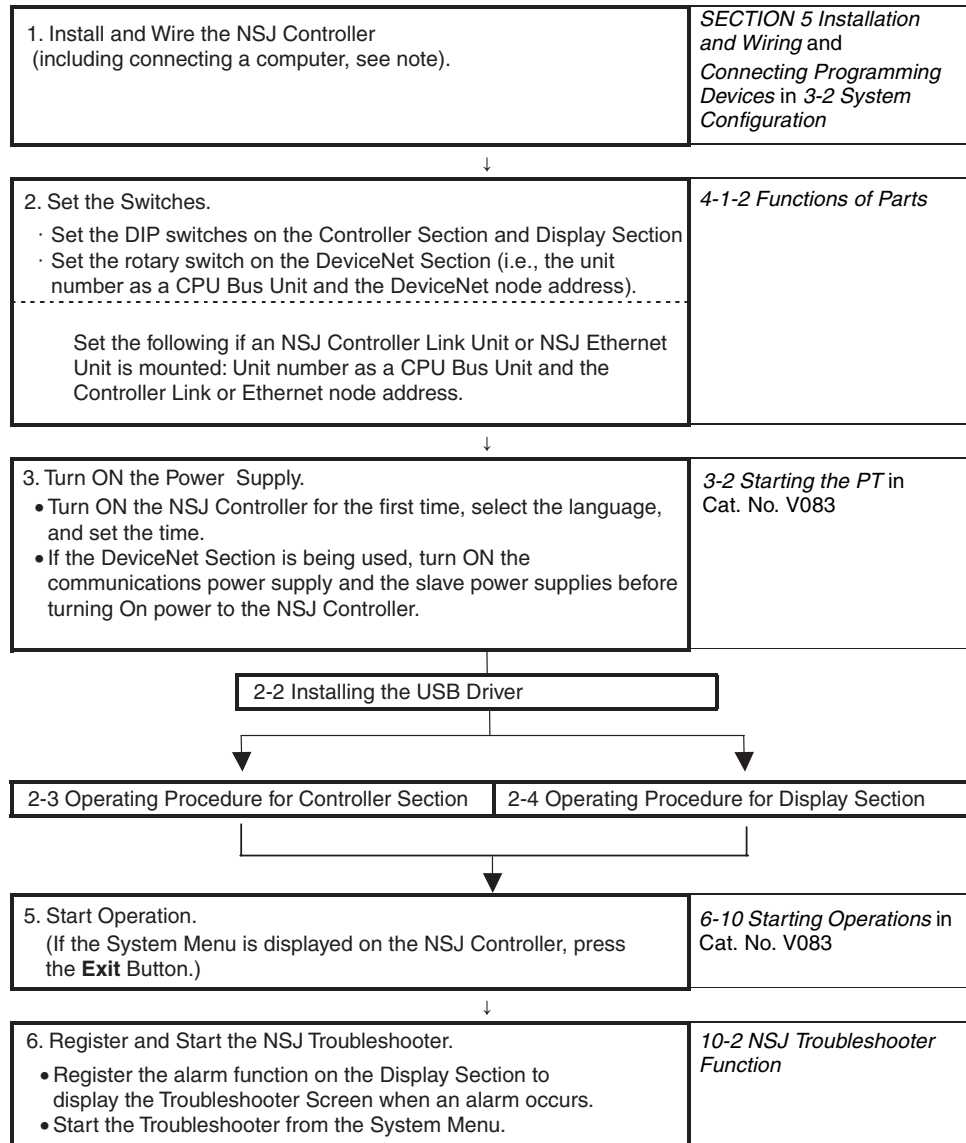 1. Install and Wire the NSJ Controller
(including connecting a computer, see note).
SECTION 5 Installation
and Wiring and
Connecting Programming
Devices in 3-2 System
Configuration
↓
2. Set the Switches.
· Set the DIP switches on the Controller Section and Display Section
· Set the rotary switch on the DeviceNet Section (i.e., the unit
number as a CPU Bus Unit and the DeviceNet node address).
Set the following if an NSJ Controller Link Unit or NSJ Ethernet
Unit is mounted: Unit number as a CPU Bus Unit and the
Controller Link or Ethernet node address.
4-1-2 Functions of Parts
↓
3. Turn ON the Power Supply.
• Turn ON the NSJ Controller for the first time, select the language,
and set the time.
• If the DeviceNet Section is being used, turn ON the
communications power supply and the slave power supplies before
turning On power to the NSJ Controller.
3-2 Starting the PT in
Cat. No. V083
2-2 Installing the USB Driver
2-3 Operating Procedure for Controller Section
2-4 Operating Procedure for Display Section
5. Start Operation.
(If the System Menu is displayed on the NSJ Controller, press
the Exit Button.)
6-10 Starting Operations in
Cat. No. V083
↓
6. Register and Start the NSJ Troubleshooter.
• Register the alarm function on the Display Section to
display the Troubleshooter Screen when an alarm occurs.
• Start the Troubleshooter from the System Menu.
10-2 NSJ Troubleshooter
Function